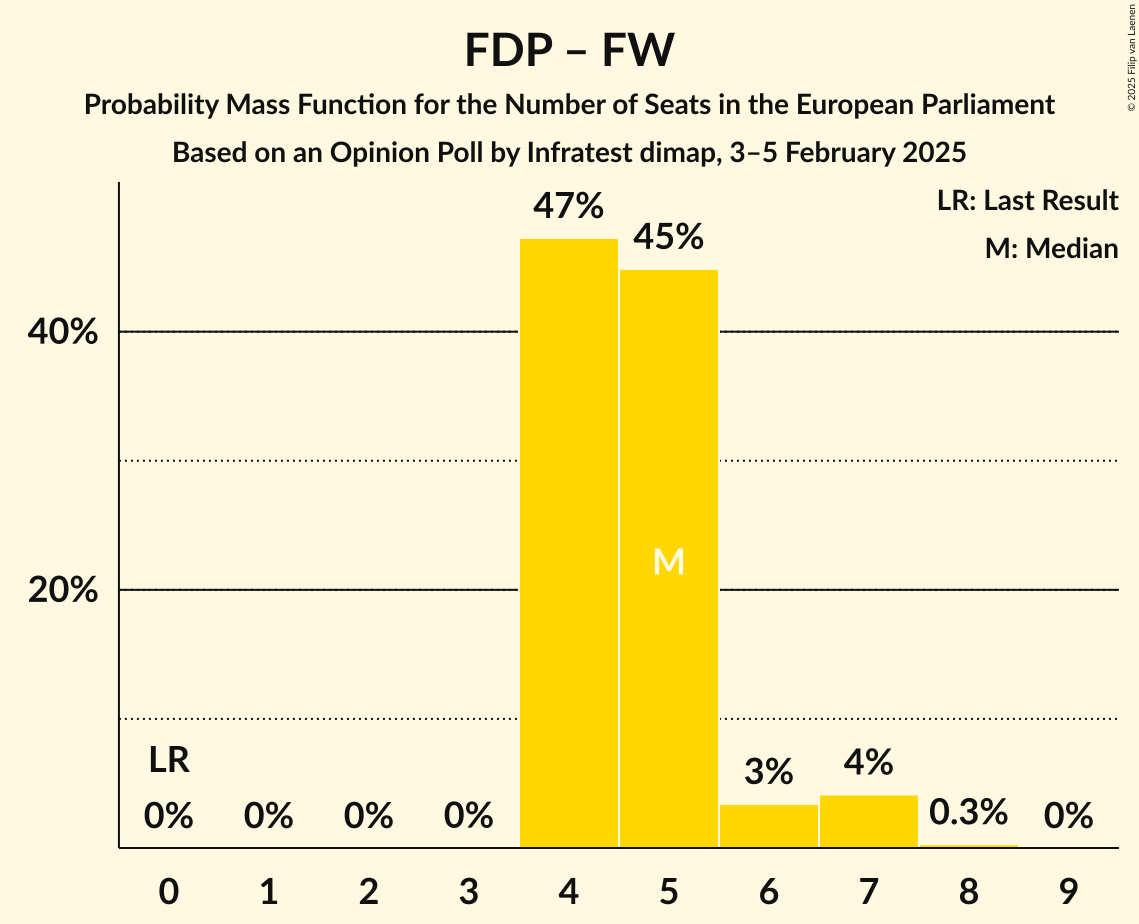 FDP – FW
Probability Mass Function for the Number of Seats in the European Parliament
Based on an Opinion Poll by Infratest dimap, 3–5 February 2025
© 2025 Filip van Laenen
LR: Last Result
M: Median
47%
45%
40%
M
20%
LR
0%
0%
0%
0%
3%
4%
0.3%
0%
0 1 2 3 4 5 6 7 8 9